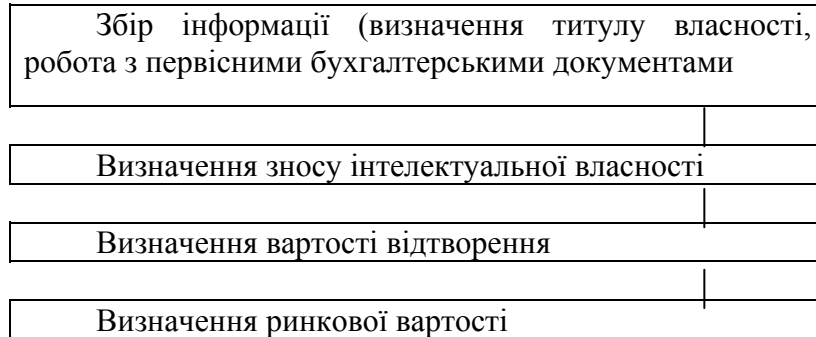 Збір інформації (визначення титулу власності,
робота з первісними бухгалтерськими документами
Визначення зносу інтелектуальної власності
Визначення вартості відтворення
Визначення ринкової вартості